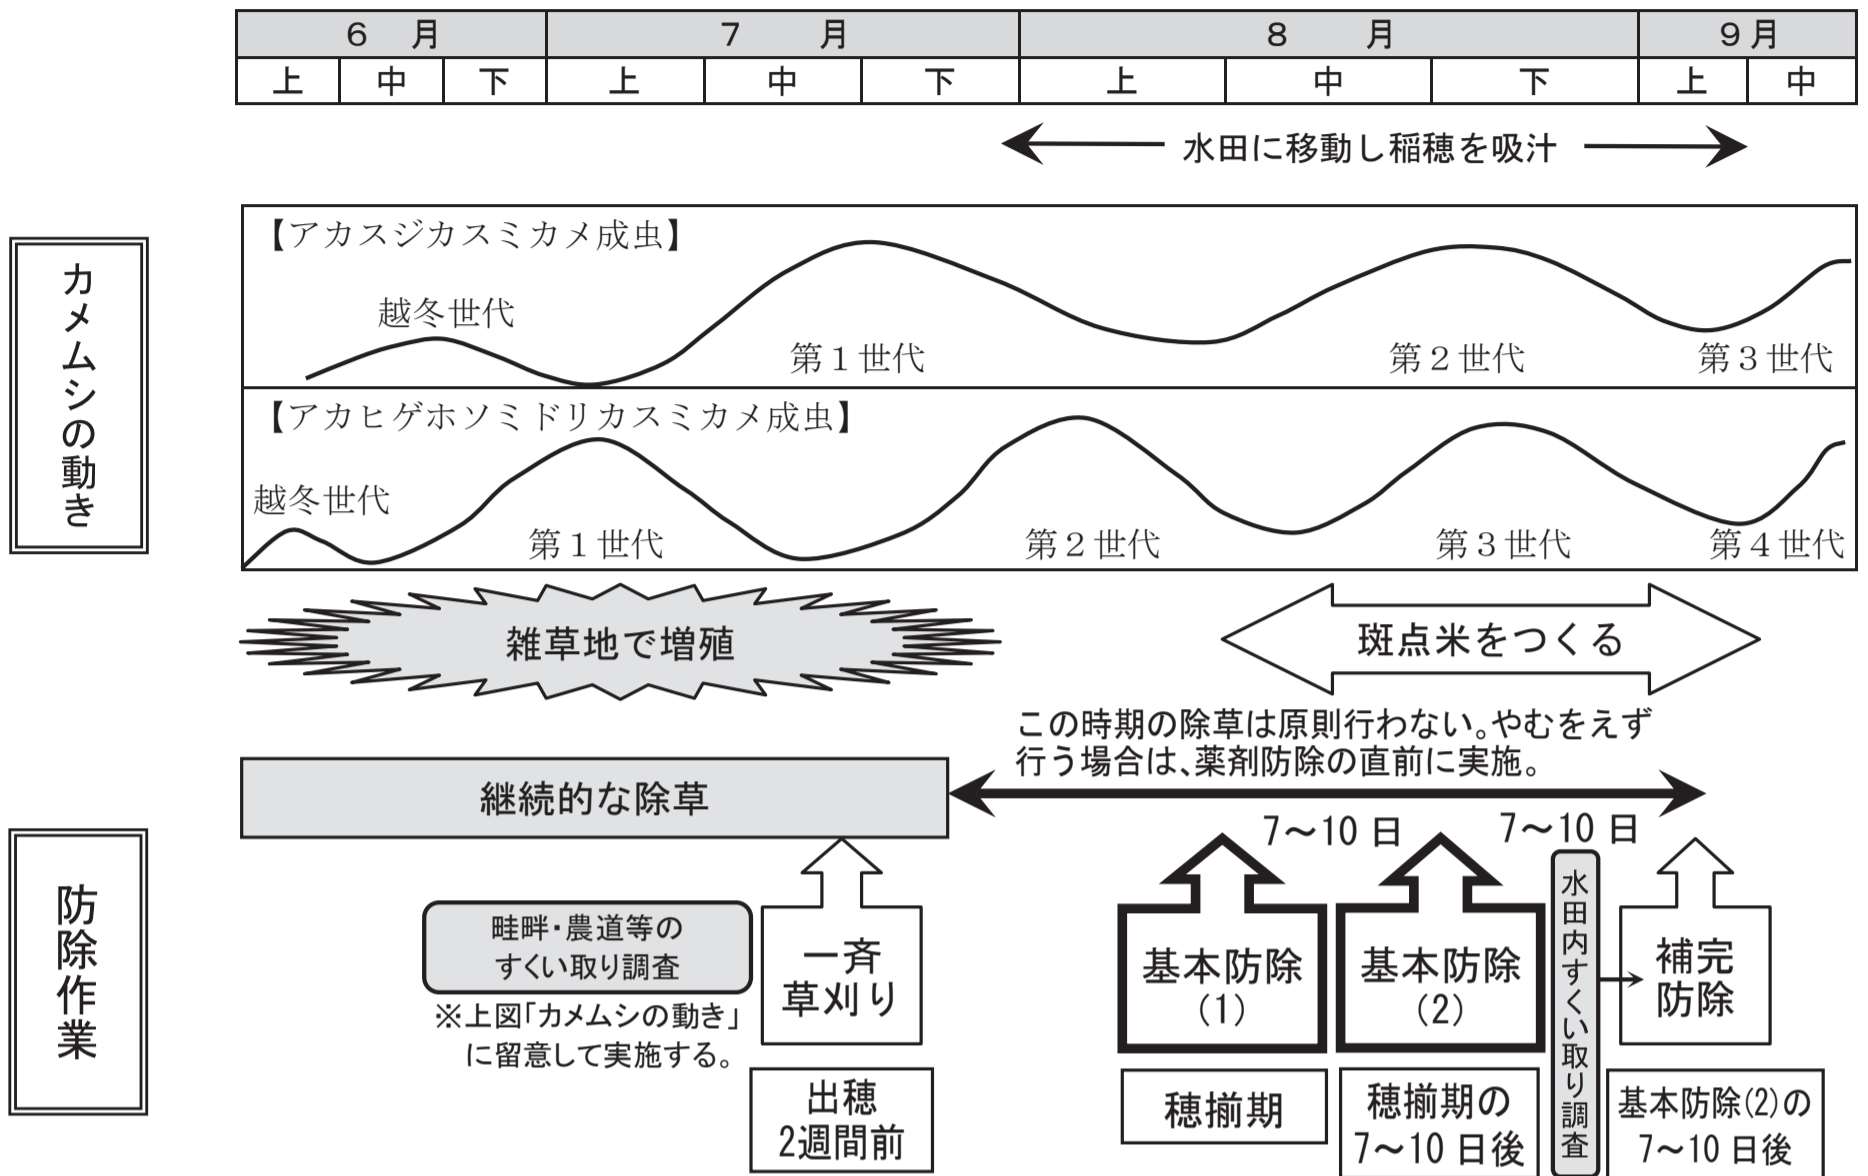 6 月 7 月 8 月 9月
上 中 下 上 中 下 上 中 下 上 中
水田に移動し稲穂を吸汁
カメムシの動き
【アカスジカスミカメ成虫】
越冬世代
第1世代 第2世代 第3世代
【アカヒゲホソミドリカスミカメ成虫】
越冬世代
第1世代 第2世代 第3世代 第4世代
雑草地で増殖
斑点米をつくる
この時期の除草は原則行わない。やむをえず
行う場合は、薬剤防除の直前に実施。
防除作業
継続的な除草
7～10日 7～10日
畦畔・農道等の
すくい取り調査
※上図「カメムシの動き」
に留意して実施する。
一斉
草刈り
出穂
2週間前
基本防除
(1)
穂揃期
基本防除
(2)
穂揃期の
7～10日後
水田内すくい取り調査
補完
防除
基本防除(2)の
7～10日後